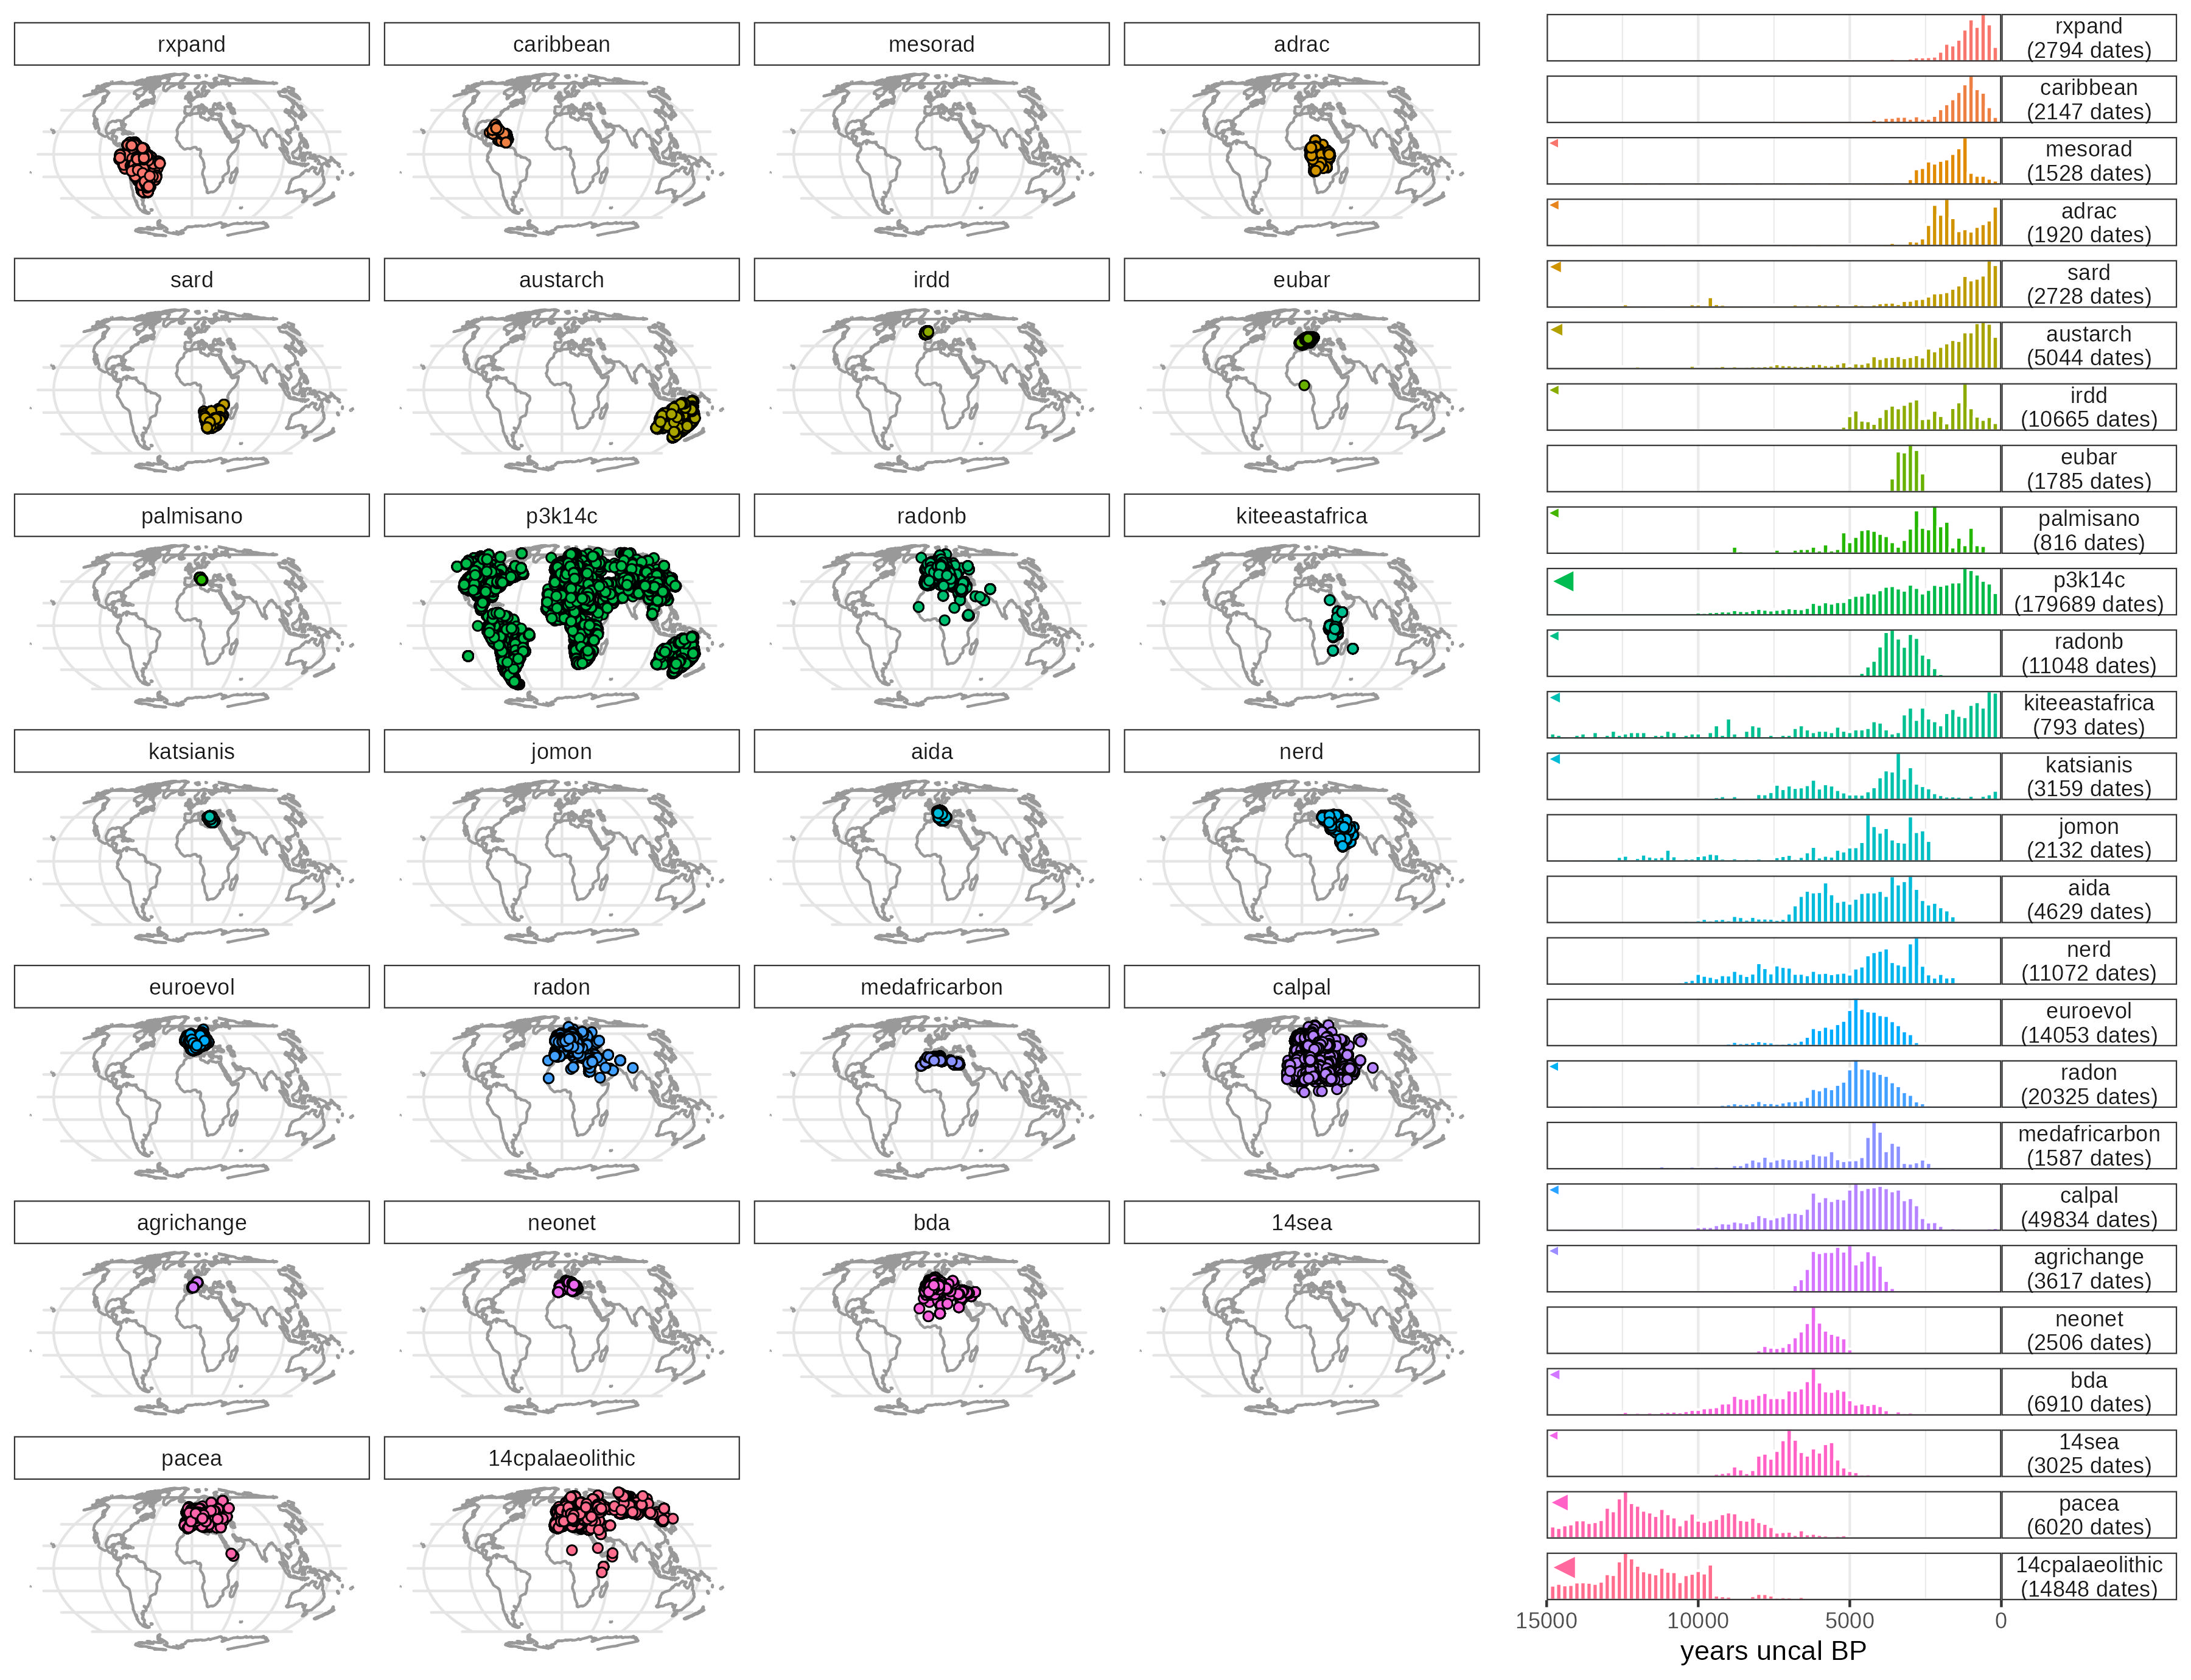 rxpand
caribbean
mesorad
adrac
sard
austarch
irdd
eubar
palmisano
p3k14c
radonb
kiteeastafrica
katsianis
jomon
aida
nerd
euroevol
radon
medafricarbon
calpal
agrichange
neonet
bda
14sea
pacea
14cpalaeolithic
rxpand
(2794 dates)
caribbean
(2147 dates)
mesorad
(1528 dates)
adrac
(1920 dates)
sard
(2728 dates)
austarch
(5044 dates)
irdd
(10665 dates)
eubar
(1785 dates)
palmisano
(816 dates)
p3k14c
(179689 dates)
radonb
(11048 dates)
kiteeastafrica
(793 dates)
katsianis
(3159 dates)
jomon
(2132 dates)
aida
(4629 dates)
nerd
(11072 dates)
euroevol
(14053 dates)
radon
(20325 dates)
medafricarbon
(1587 dates)
calpal
(49834 dates)
agrichange
(3617 dates)
neonet
(2506 dates)
bda
(6910 dates)
14sea
(3025 dates)
pacea
(6020 dates)
14cpalaeolithic
(14848 dates)
15000 10000 5000 0
years uncal BP